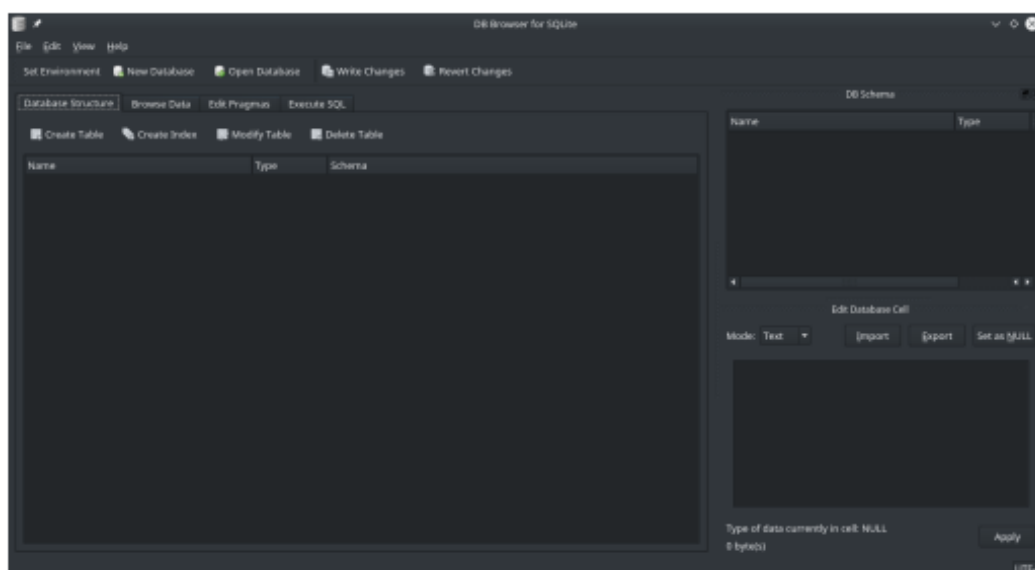 DB Browser for SQLite
File Edit View Help
Set Environment New Database Open Database Write Changes Revert Changes
Database Structure Browse Data Edit Pragmas Execute SQL
Create Table Create Index Modify Table Delete Table
Name Type Schema
DB Schema
Name Type
Edit Database Cell
Mode: Text Import Export Set as NULL
Type of data currently in cell: NULL
0 byte(s)
Apply